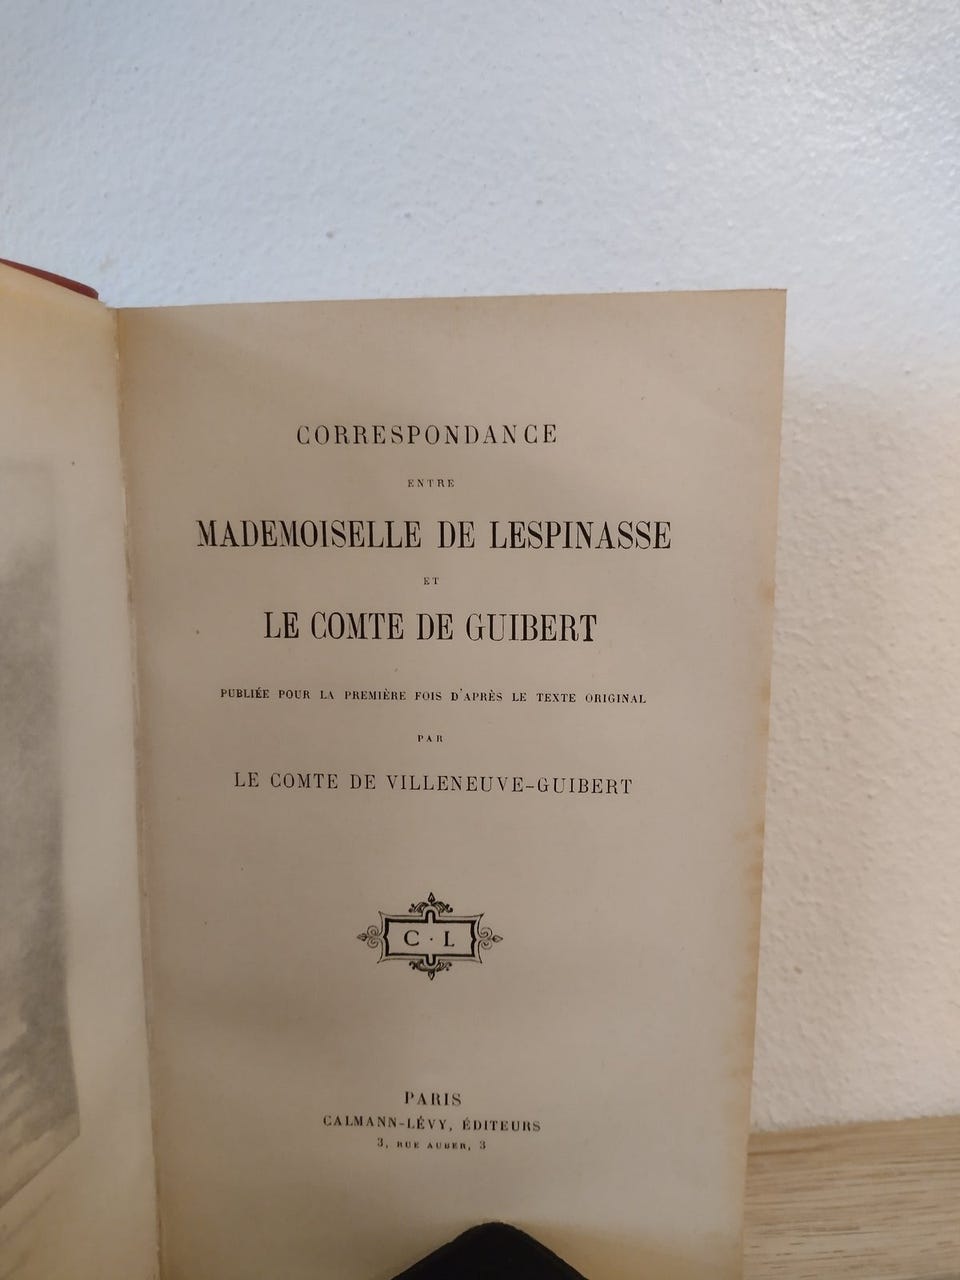 CORRESPONDANCE
ENTRE
MADEMOISELLE DE LESPINASSE
ET
LE COMTE DE GUIBERT
PUBLIÉE POUR LA PREMIÈRE FOIS D'APRÈS LE TEXTE ORIGINAL
PAR
LE COMTE DE VILLENEUVE-GUIBERT
C · L
PARIS
CALMANN-LÉVY, ÉDITEURS
3, RUE AUBER, 3